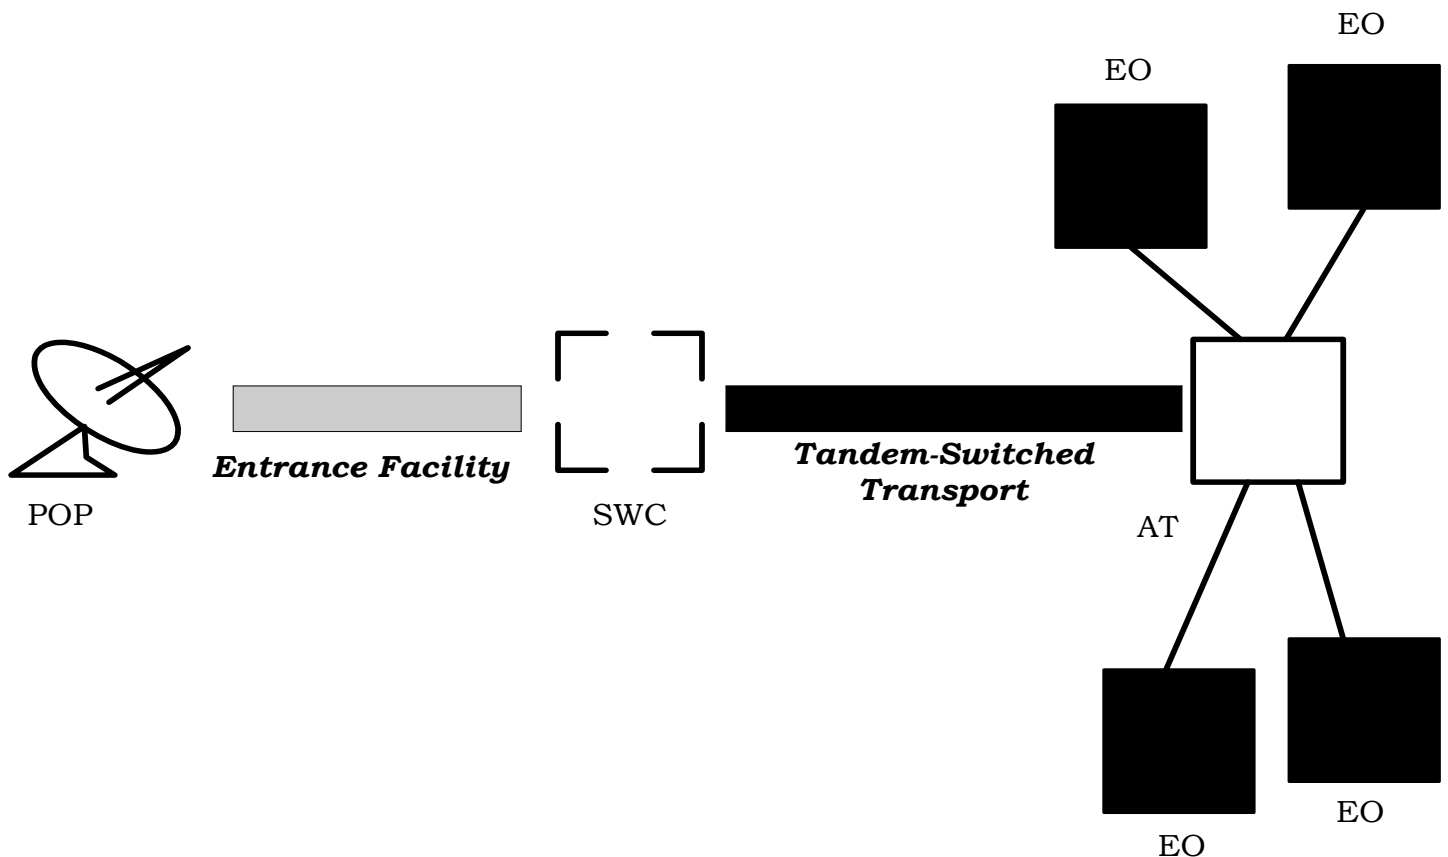 EO
EO
Entrance Facility
Tandem-Switched
Transport
POP
SWC
AT
EO
EO